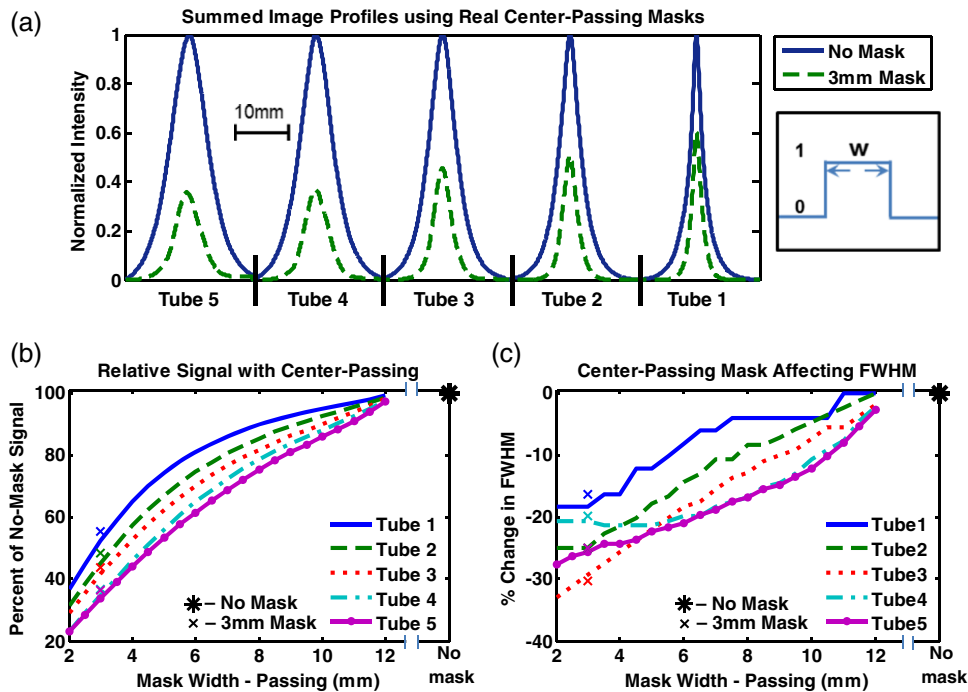 (a)
Summed Image Profiles using Real Center-Passing Masks
Normalized Intensity
1
0.8
0.6
0.4
0.2
0
10mm
Tube 5
Tube 4
Tube 3
Tube 2
Tube 1
No Mask
3mm Mask
1
W
0
(b)
Relative Signal with Center-Passing
Percent of No-Mask Signal
100
80
60
40
20
2
4
6
8
10
12
No
mask
Mask Width - Passing (mm)
– No Mask
– 3mm Mask
Tube 1
Tube 2
Tube 3
Tube 4
Tube 5
(c)
Center-Passing Mask Affecting FWHM
% Change in FWHM
0
-10
-20
-30
-40
2
4
6
8
10
12
No
mask
Mask Width - Passing (mm)
– No Mask
– 3mm Mask
Tube1
Tube2
Tube3
Tube4
Tube5